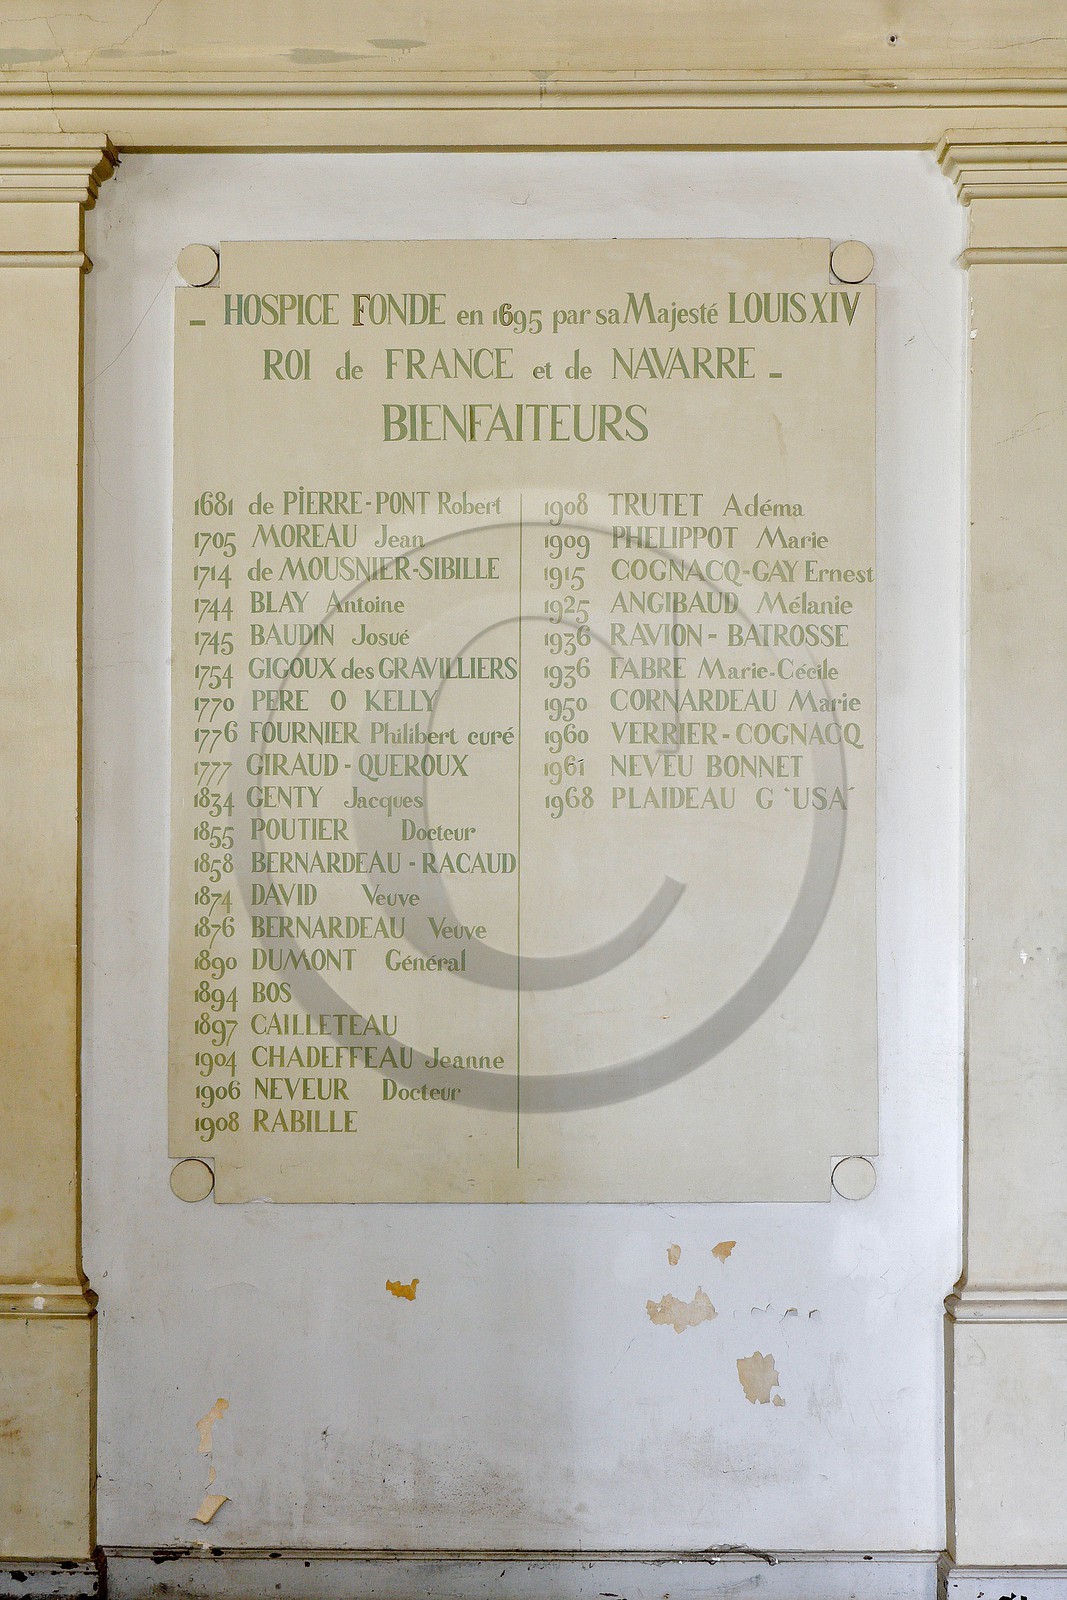 - HOSPICE FONDE en 1695 par sa Majesté LOUIS XIV
ROI de FRANCE et de NAVARRE -
BIENFAITEURS
1681 de PIERRE-PONT Robert
1705 MOREAU Jean
1714 de MOUSNIER-SIBILLE
1744 BLAY Antoine
1745 BAUDIN Josué
1754 GIGOUX des GRAVILLIERS
1770 PERE O KELLY
1776 FOURNIER Philibert curé
1777 GIRAUD-QUEROUX
1834 GENTY Jacques
1855 POUTIER Docteur
1858 BERNARDEAU-RACAUD
1874 DAVID Veuve
1876 BERNARDEAU Veuve
1890 DUMONT Général
1894 BOS
1897 CAILLETEAU
1904 CHADEFFEAU Jeanne
1906 NEVEUR Docteur
1908 RABILLE
1908 TRUTET Adéma
1909 PHELIPPOT Marie
1915 COGNACQ-GAY Ernest
1925 ANGIBAUD Mélanie
1936 RAVION-BATROSSE
1936 FABRE Marie-Cécile
1950 CORNARDEAU Marie
1960 VERRIER-COGNACQ
1961 NEVEU BONNET
1968 PLAIDEAU G "USA"
©